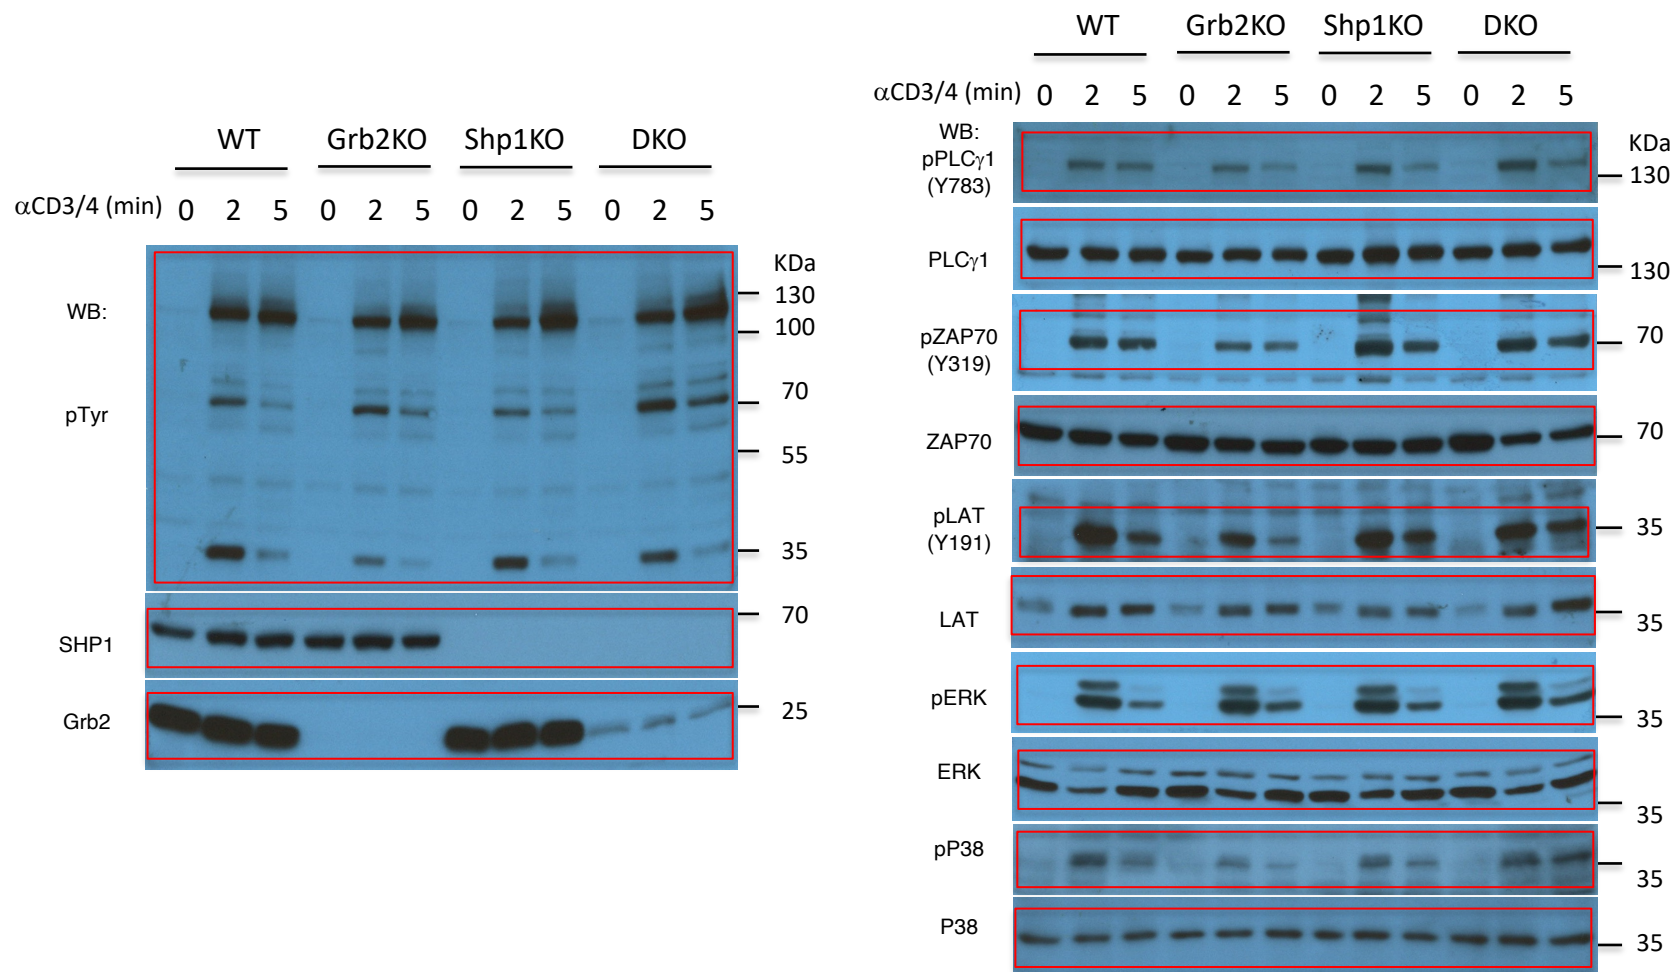 WT Grb2KO Shp1KO DKO
αCD3/4 (min) 0 2 5 0 2 5 0 2 5 0 2 5
KDa
WB:
130
100
70
pTyr
55
35
70
SHP1
25
Grb2
WT Grb2KO Shp1KO DKO
αCD3/4 (min) 0 2 5 0 2 5 0 2 5 0 2 5
WB:
pPLCγ1
(Y783)
KDa
130
PLCγ1
130
pZAP70
(Y319)
70
ZAP70
70
pLAT
(Y191)
35
LAT
35
pERK
35
ERK
35
pP38
35
P38
35